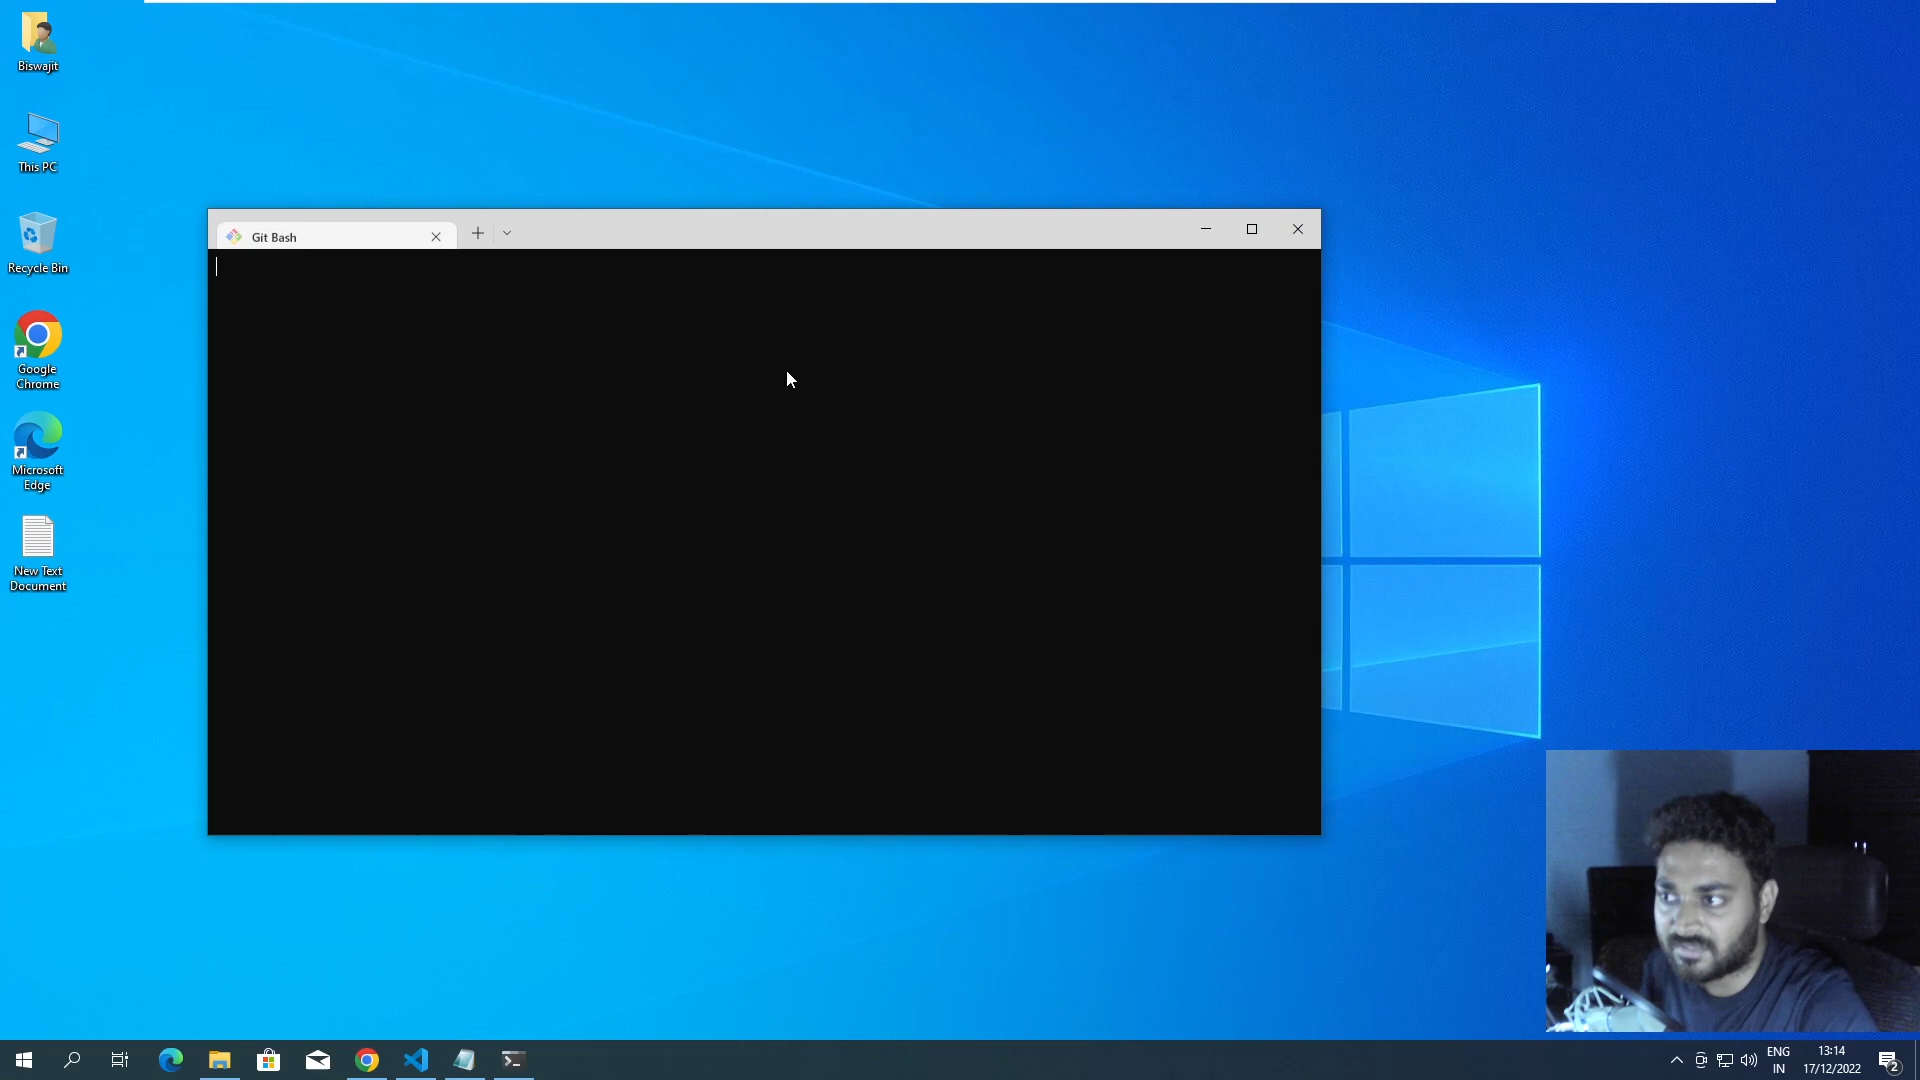 Biswajit
This PC
Recycle Bin
Google
Chrome
Microsoft
Edge
New Text
Document
Git Bash
ENG
IN
13:14
17/12/2022
2